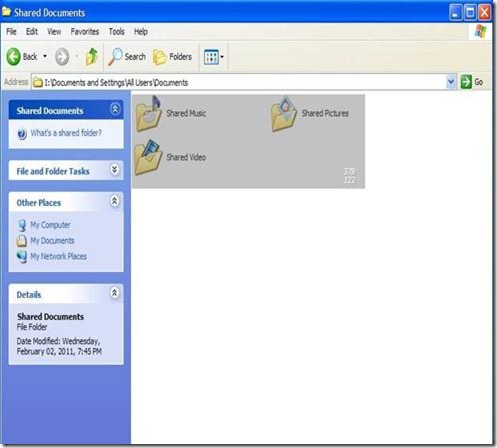 Shared Documents
File Edit View Favorites Tools Help
Back Search Folders
Address I:\Documents and Settings\All Users\Documents Go
Shared Documents
What's a shared folder?
File and Folder Tasks
Other Places
My Computer
My Documents
My Network Places
Details
Shared Documents
File Folder
Date Modified: Wednesday,
February 02, 2011, 7:45 PM
Shared Music Shared Pictures
Shared Video
378
122